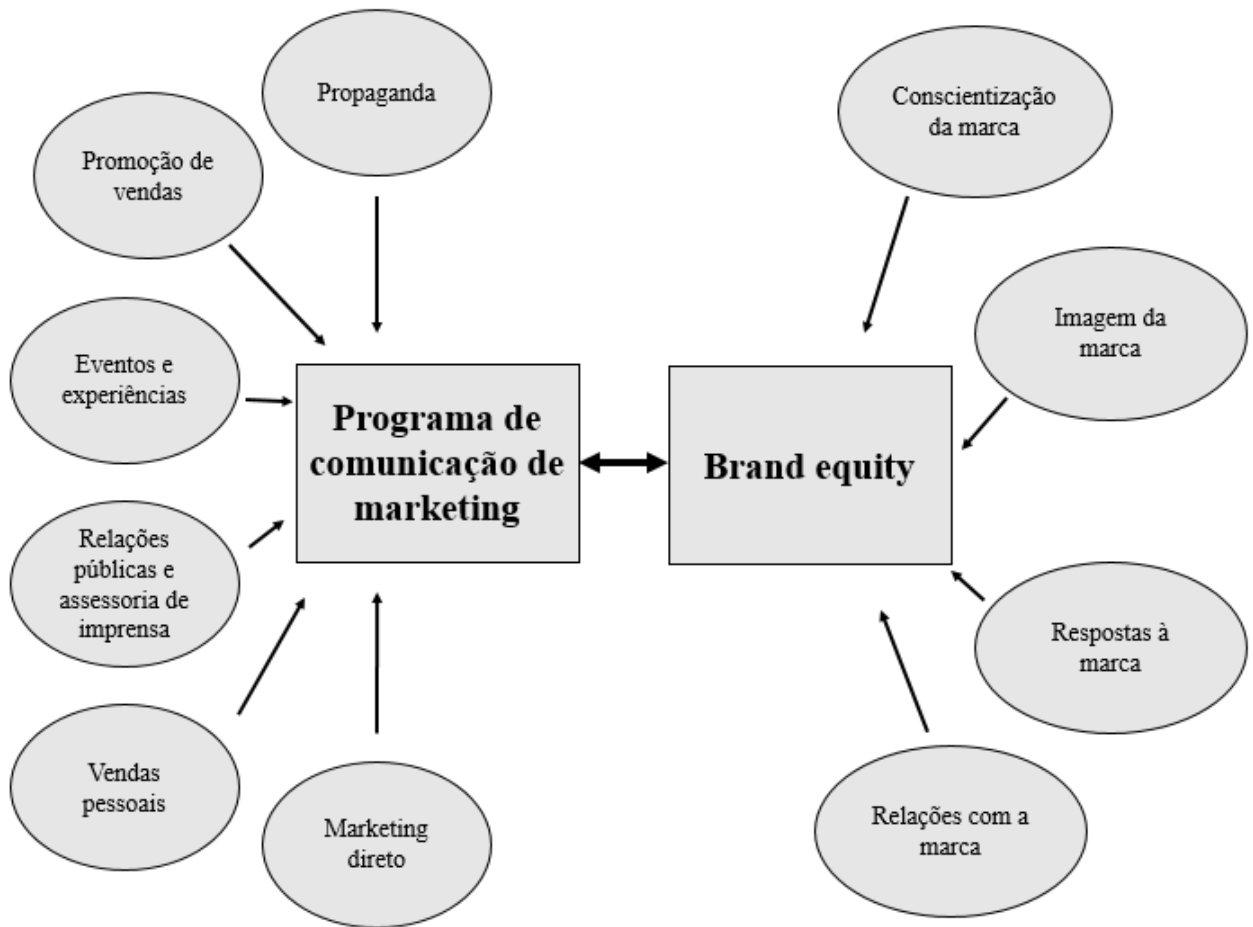 Propaganda
Promoção de
vendas
Eventos e
experiências
Relações
públicas e
assessoria de
imprensa
Vendas
pessoais
Marketing
direto
Programa de
comunicação de
marketing
Brand equity
Conscientização
da marca
Imagem da
marca
Respostas à
marca
Relações com a
marca